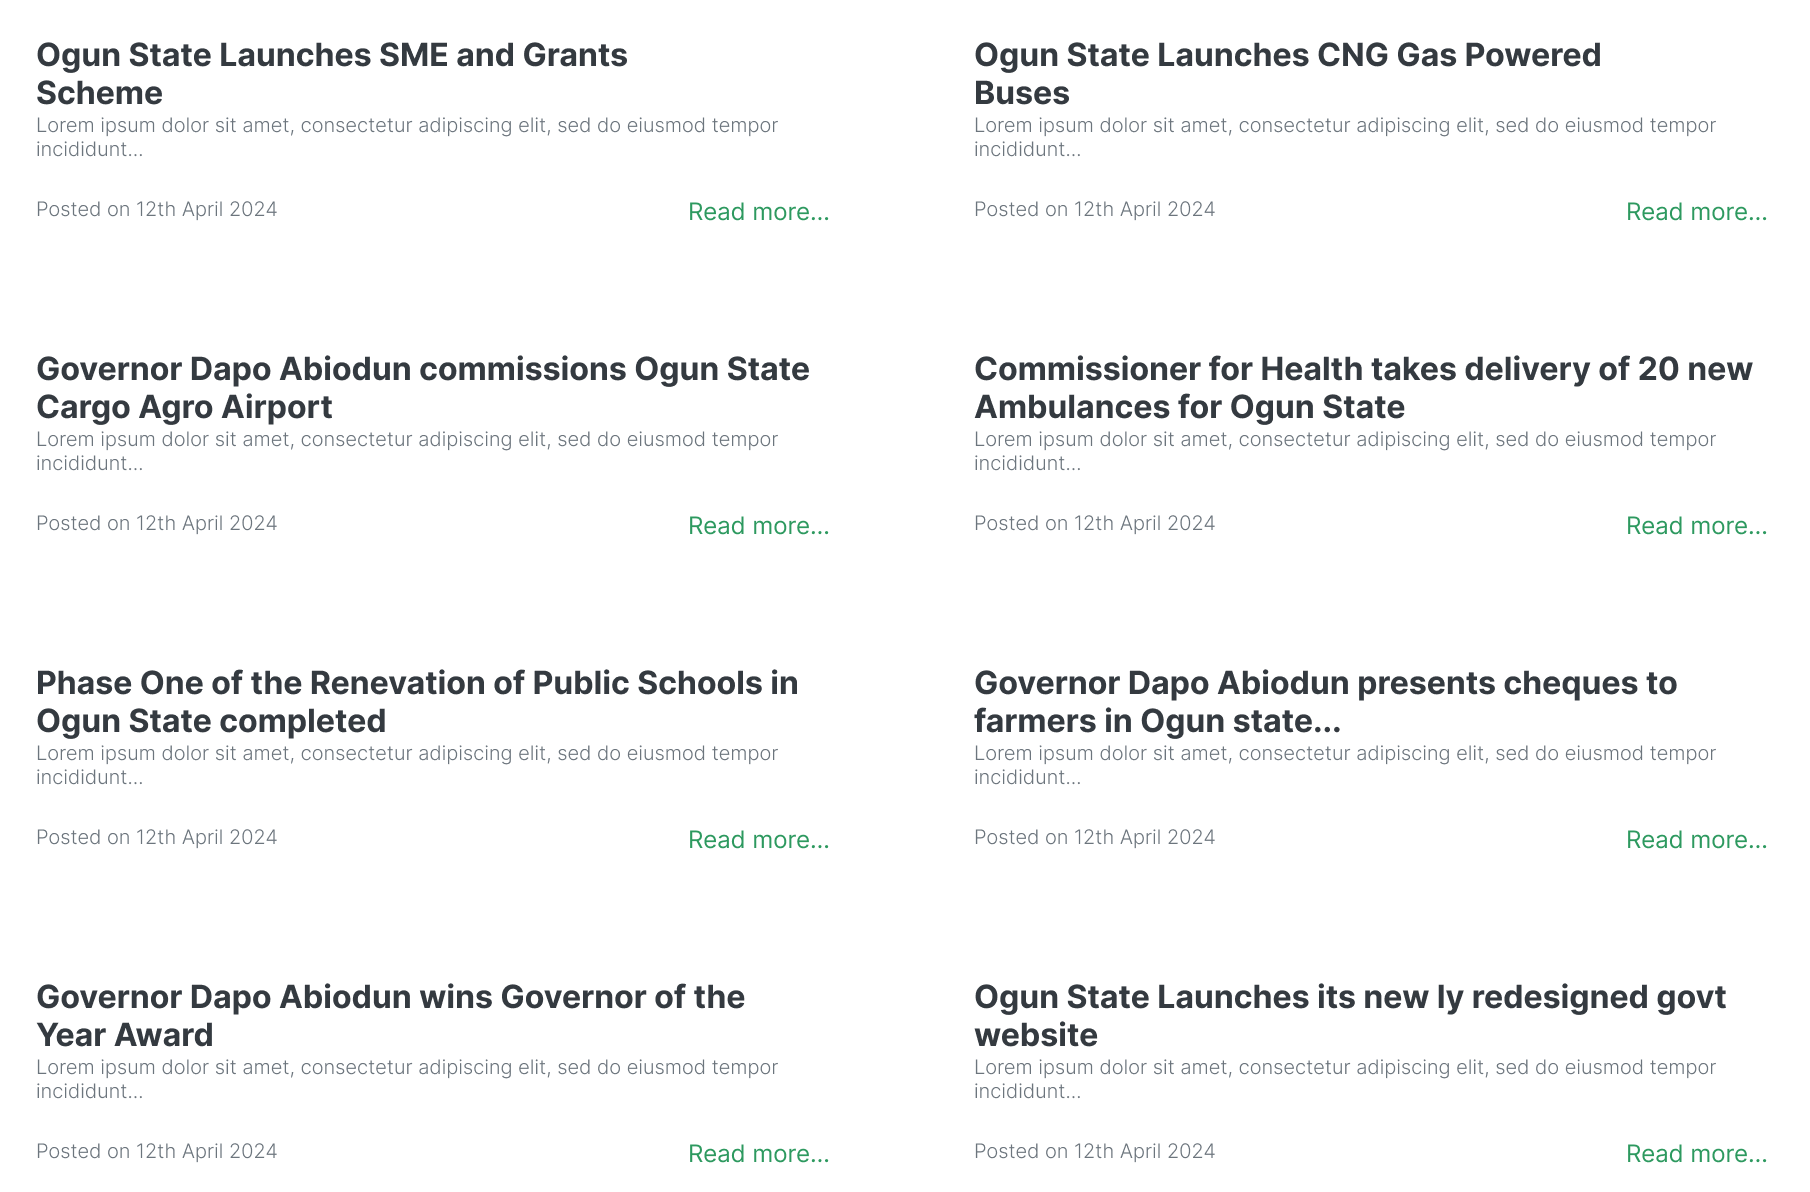 Ogun State Launches SME and Grants
Scheme
Lorem ipsum dolor sit amet, consectetur adipiscing elit, sed do eiusmod tempor
incididunt...
Posted on 12th April 2024
Read more...
Ogun State Launches CNG Gas Powered
Buses
Lorem ipsum dolor sit amet, consectetur adipiscing elit, sed do eiusmod tempor
incididunt...
Posted on 12th April 2024
Read more...
Governor Dapo Abiodun commissions Ogun State
Cargo Agro Airport
Lorem ipsum dolor sit amet, consectetur adipiscing elit, sed do eiusmod tempor
incididunt...
Posted on 12th April 2024
Read more...
Commissioner for Health takes delivery of 20 new
Ambulances for Ogun State
Lorem ipsum dolor sit amet, consectetur adipiscing elit, sed do eiusmod tempor
incididunt...
Posted on 12th April 2024
Read more...
Phase One of the Renevation of Public Schools in
Ogun State completed
Lorem ipsum dolor sit amet, consectetur adipiscing elit, sed do eiusmod tempor
incididunt...
Posted on 12th April 2024
Read more...
Governor Dapo Abiodun presents cheques to
farmers in Ogun state...
Lorem ipsum dolor sit amet, consectetur adipiscing elit, sed do eiusmod tempor
incididunt...
Posted on 12th April 2024
Read more...
Governor Dapo Abiodun wins Governor of the
Year Award
Lorem ipsum dolor sit amet, consectetur adipiscing elit, sed do eiusmod tempor
incididunt...
Posted on 12th April 2024
Read more...
Ogun State Launches its new ly redesigned govt
website
Lorem ipsum dolor sit amet, consectetur adipiscing elit, sed do eiusmod tempor
incididunt...
Posted on 12th April 2024
Read more...